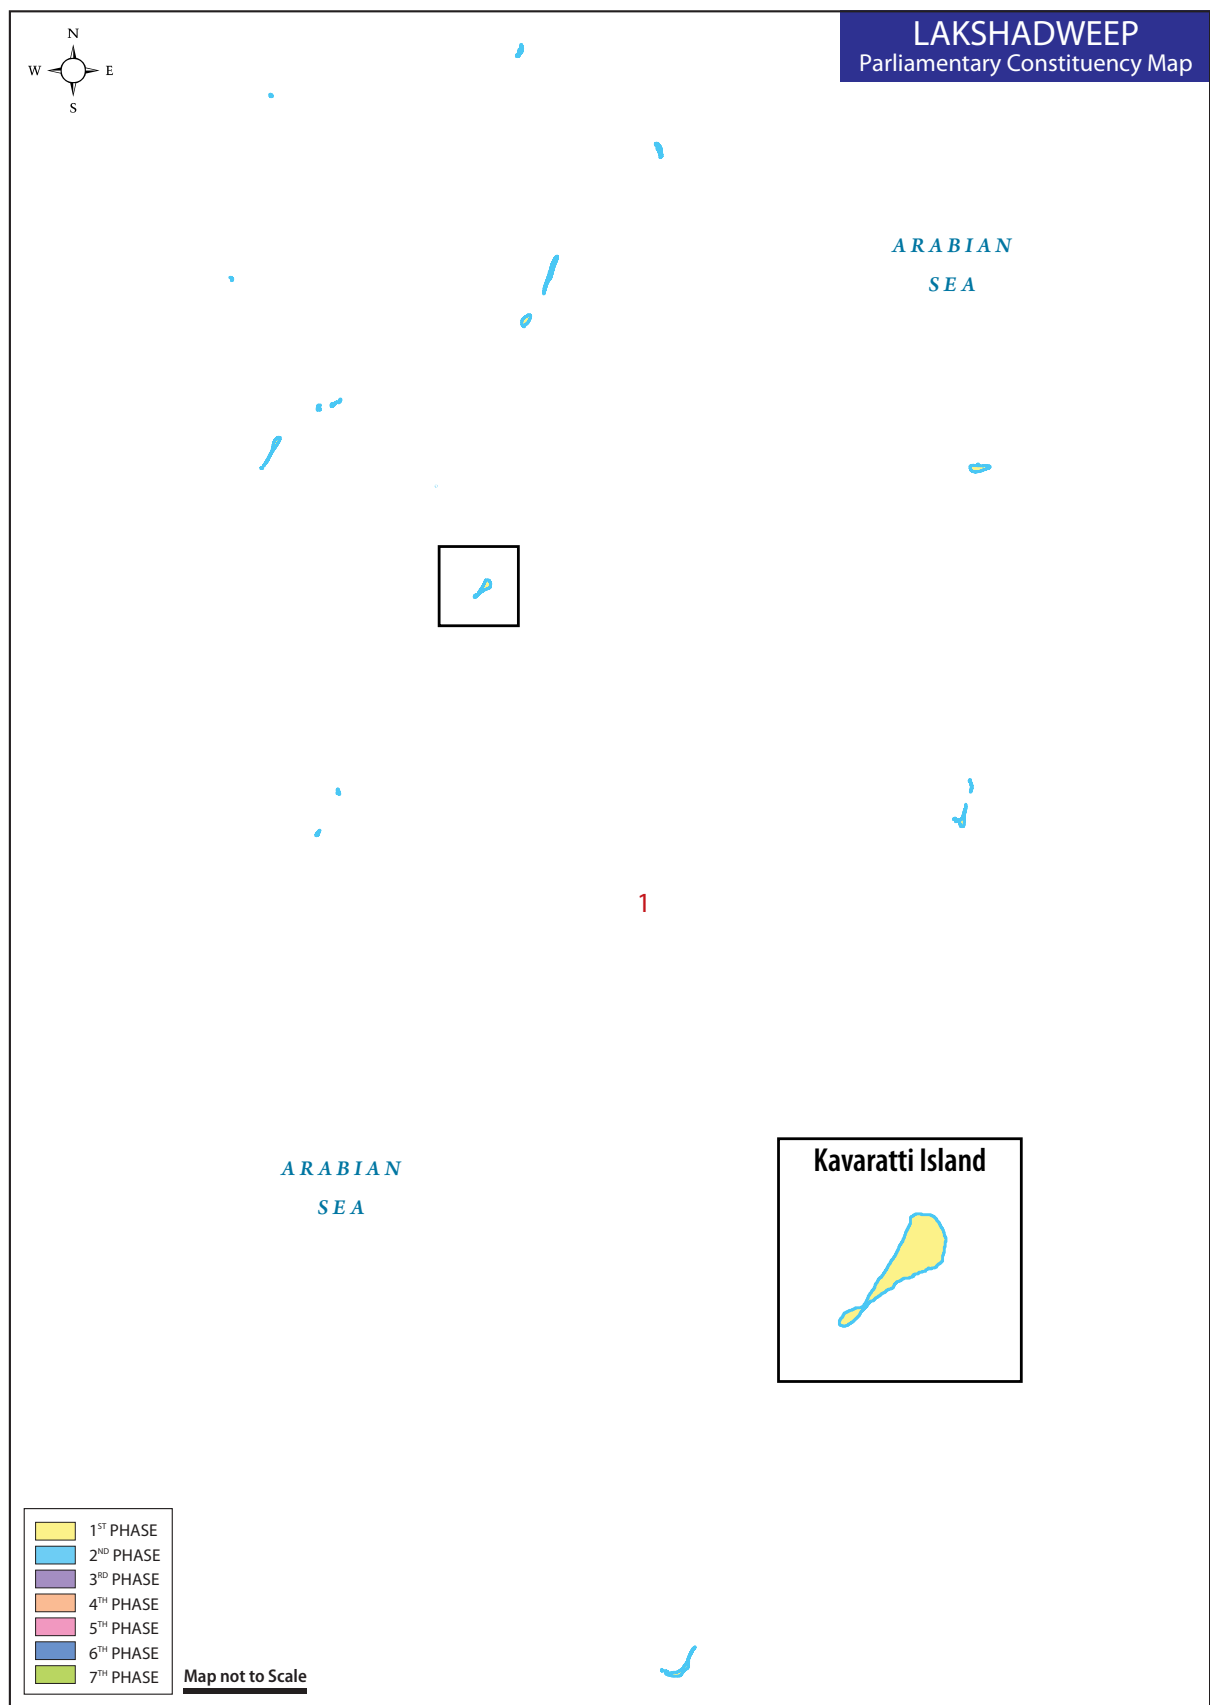 LAKSHADWEEP
Parliamentary Constituency Map
N
W E
S
ARABIAN
SEA
1
ARABIAN
SEA
Kavaratti Island
1ST PHASE
2ND PHASE
3RD PHASE
4TH PHASE
5TH PHASE
6TH PHASE
7TH PHASE
Map not to Scale